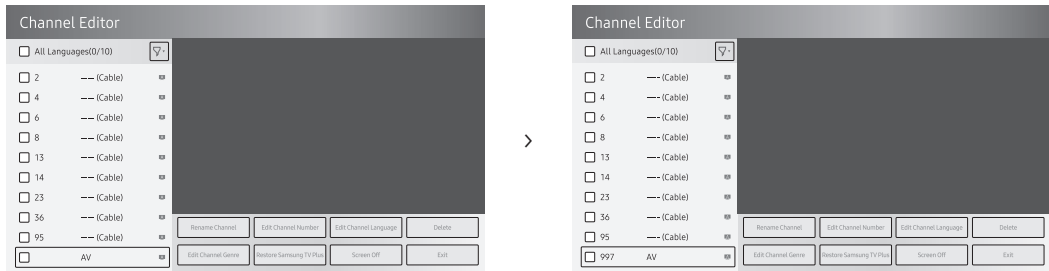 Channel Editor
All Languages(0/10)
2 –– (Cable)
4 –– (Cable)
6 –– (Cable)
8 –– (Cable)
13 –– (Cable)
14 –– (Cable)
23 –– (Cable)
36 –– (Cable)
95 –– (Cable)
AV
Rename Channel Edit Channel Number Edit Channel Language Delete
Edit Channel Genre Restore Samsung TV Plus Screen Off Exit
>
Channel Editor
All Languages(0/10)
2 –- (Cable)
4 –- (Cable)
6 –- (Cable)
8 –- (Cable)
13 –- (Cable)
14 –- (Cable)
23 –- (Cable)
36 –- (Cable)
95 –- (Cable)
997 AV
Rename Channel Edit Channel Number Edit Channel Language Delete
Edit Channel Genre Restore Samsung TV Plus Screen Off Exit